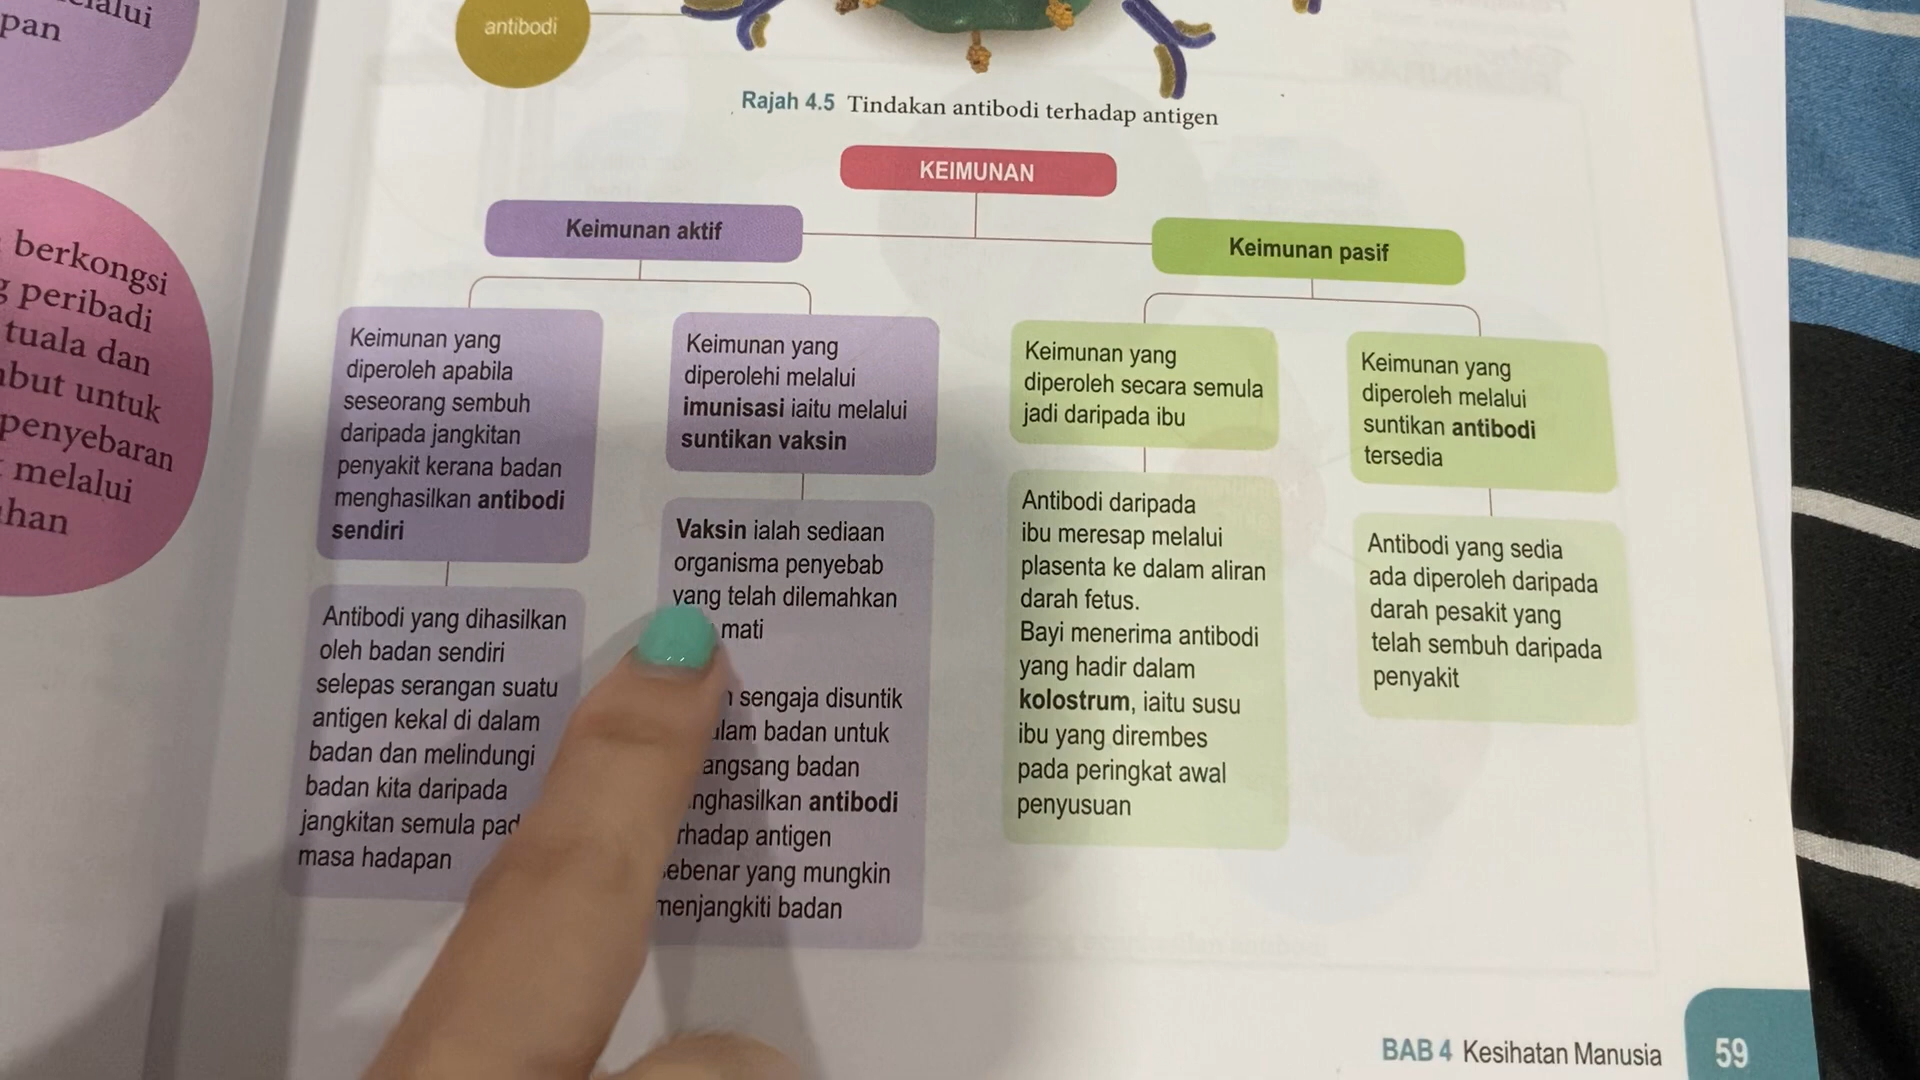 pan
berkongsi
peribadi
tuala dan
untuk
penyebaran
melalui
antibodi
Rajah 4.5 Tindakan antibodi terhadap antigen
KEIMUNAN
Keimunan aktif
Keimunan pasif
Keimunan yang
diperoleh apabila
seseorang sembuh
daripada jangkitan
penyakit kerana badan
menghasilkan antibodi
sendiri
Antibodi yang dihasilkan
oleh badan sendiri
selepas serangan suatu
antigen kekal di dalam
badan dan melindungi
badan kita daripada
jangkitan semula
masa hadapan
Keimunan yang
diperolehi melalui
imunisasi iaitu melalui
suntikan vaksin
Vaksin ialah sediaan
organisma penyebab
yang telah dilemahkan
mati
sengaja disuntik
badan untuk
badan
antibodi
antigen
yang mungkin
menjangkiti badan
Keimunan yang
diperoleh secara semula
jadi daripada ibu
Antibodi daripada
ibu meresap melalui
plasenta ke dalam aliran
darah fetus.
Bayi menerima antibodi
yang hadir dalam
kolostrum, iaitu susu
ibu yang dirembes
pada peringkat awal
penyusuan
Keimunan yang
diperoleh melalui
suntikan antibodi
tersedia
Antibodi yang sedia
ada diperoleh daripada
darah pesakit yang
telah sembuh daripada
penyakit
BAB 4 Kesihatan Manusia 59